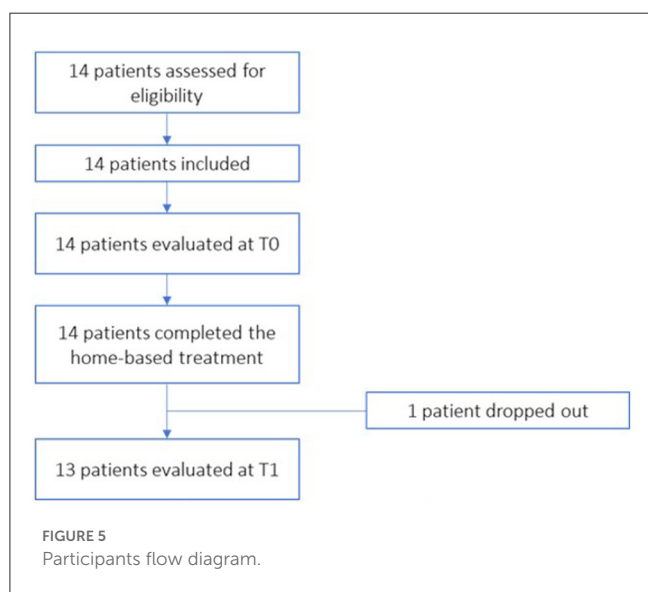 14 patients assessed for
eligibility
14 patients included
14 patients evaluated at T0
14 patients completed the
home-based treatment
1 patient dropped out
13 patients evaluated at T1
FIGURE 5
Participants flow diagram.